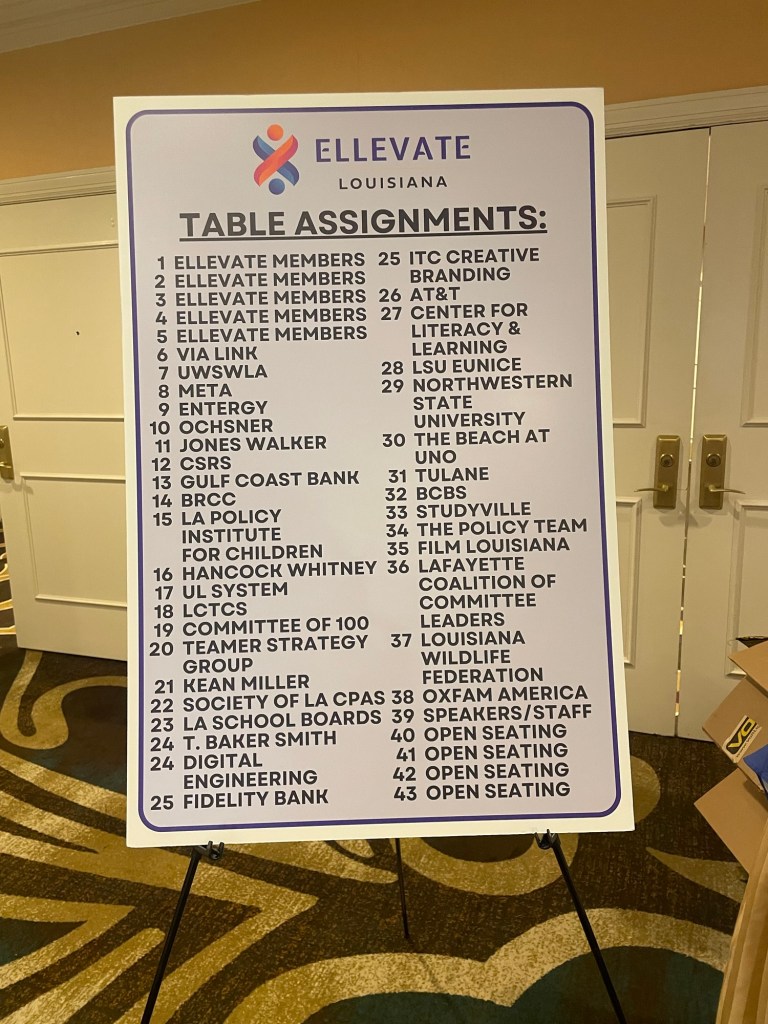 ELLEVATE
LOUISIANA
TABLE ASSIGNMENTS:
1 ELLEVATE MEMBERS
2 ELLEVATE MEMBERS
3 ELLEVATE MEMBERS
4 ELLEVATE MEMBERS
5 ELLEVATE MEMBERS
6 VIA LINK
7 UWSWLA
8 META
9 ENTERGY
10 OCHSNER
11 JONES WALKER
12 CSRS
13 GULF COAST BANK
14 BRCC
15 LA POLICY
INSTITUTE
FOR CHILDREN
16 HANCOCK WHITNEY
17 UL SYSTEM
18 LCTCS
19 COMMITTEE OF 100
20 TEAMER STRATEGY
GROUP
21 KEAN MILLER
22 SOCIETY OF LA CPAS
23 LA SCHOOL BOARDS
24 T. BAKER SMITH
24 DIGITAL
ENGINEERING
25 FIDELITY BANK
25 ITC CREATIVE
BRANDING
26 AT&T
27 CENTER FOR
LITERACY &
LEARNING
28 LSU EUNICE
29 NORTHWESTERN
STATE
UNIVERSITY
30 THE BEACH AT
UNO
31 TULANE
32 BCBS
33 STUDYVILLE
34 THE POLICY TEAM
35 FILM LOUISIANA
36 LAFAYETTE
COALITION OF
COMMITTEE
LEADERS
37 LOUISIANA
WILDLIFE
FEDERATION
38 OXFAM AMERICA
39 SPEAKERS/STAFF
40 OPEN SEATING
41 OPEN SEATING
42 OPEN SEATING
43 OPEN SEATING